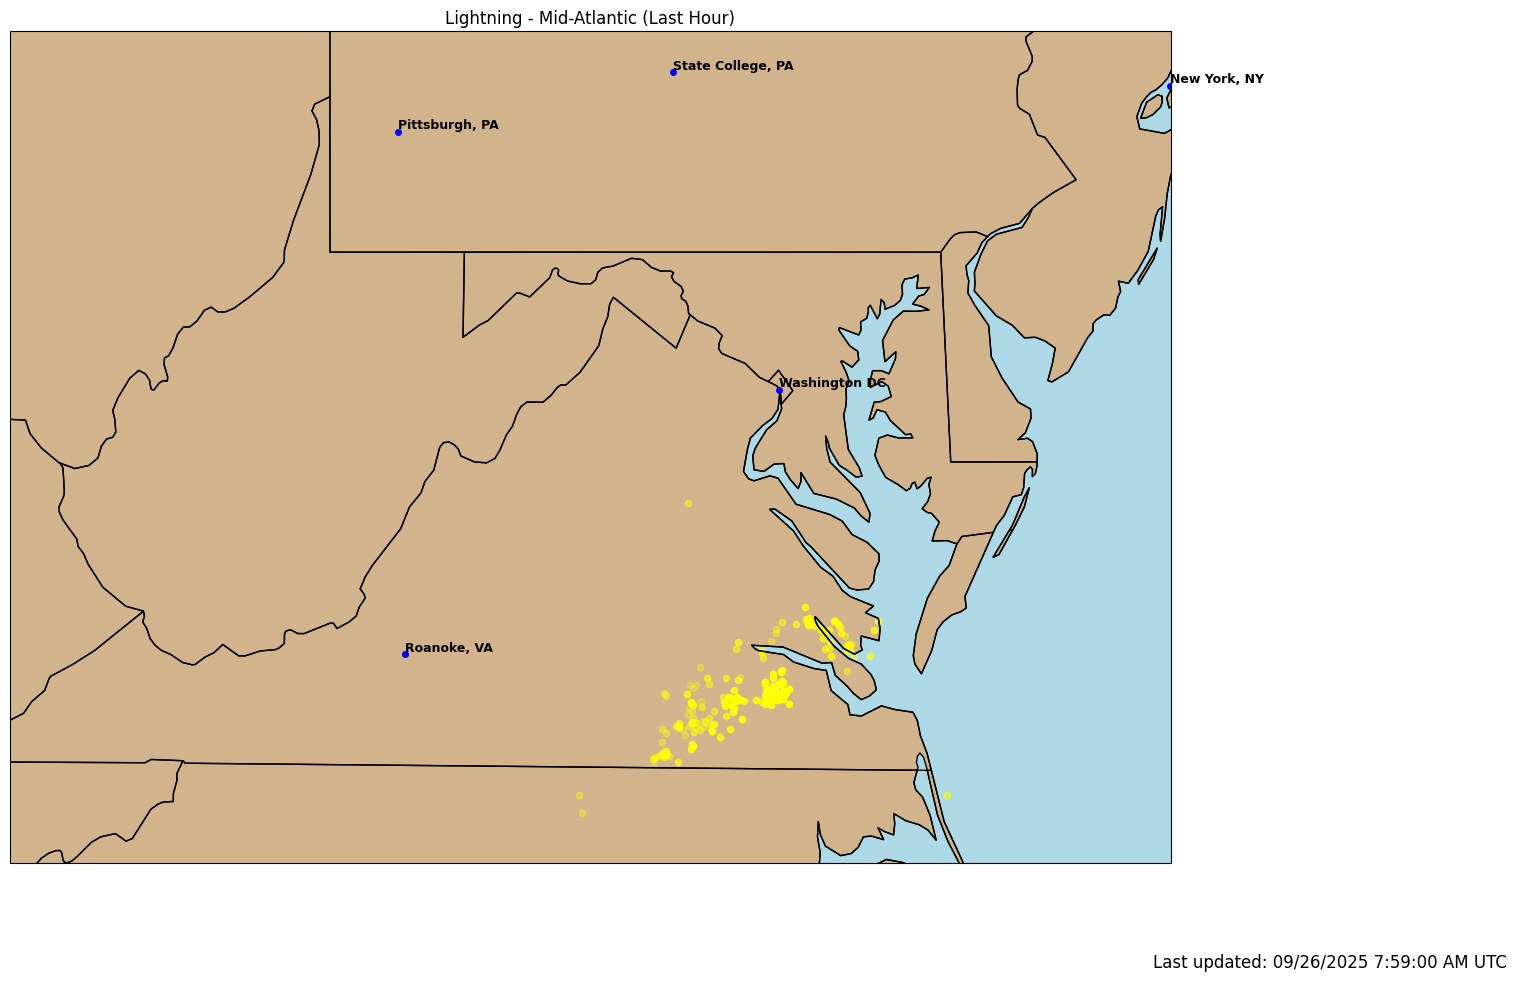 Lightning - Mid-Atlantic (Last Hour)
State College, PA
New York, NY
Pittsburgh, PA
Washington DC
Roanoke, VA
Last updated: 09/26/2025 7:59:00 AM UTC